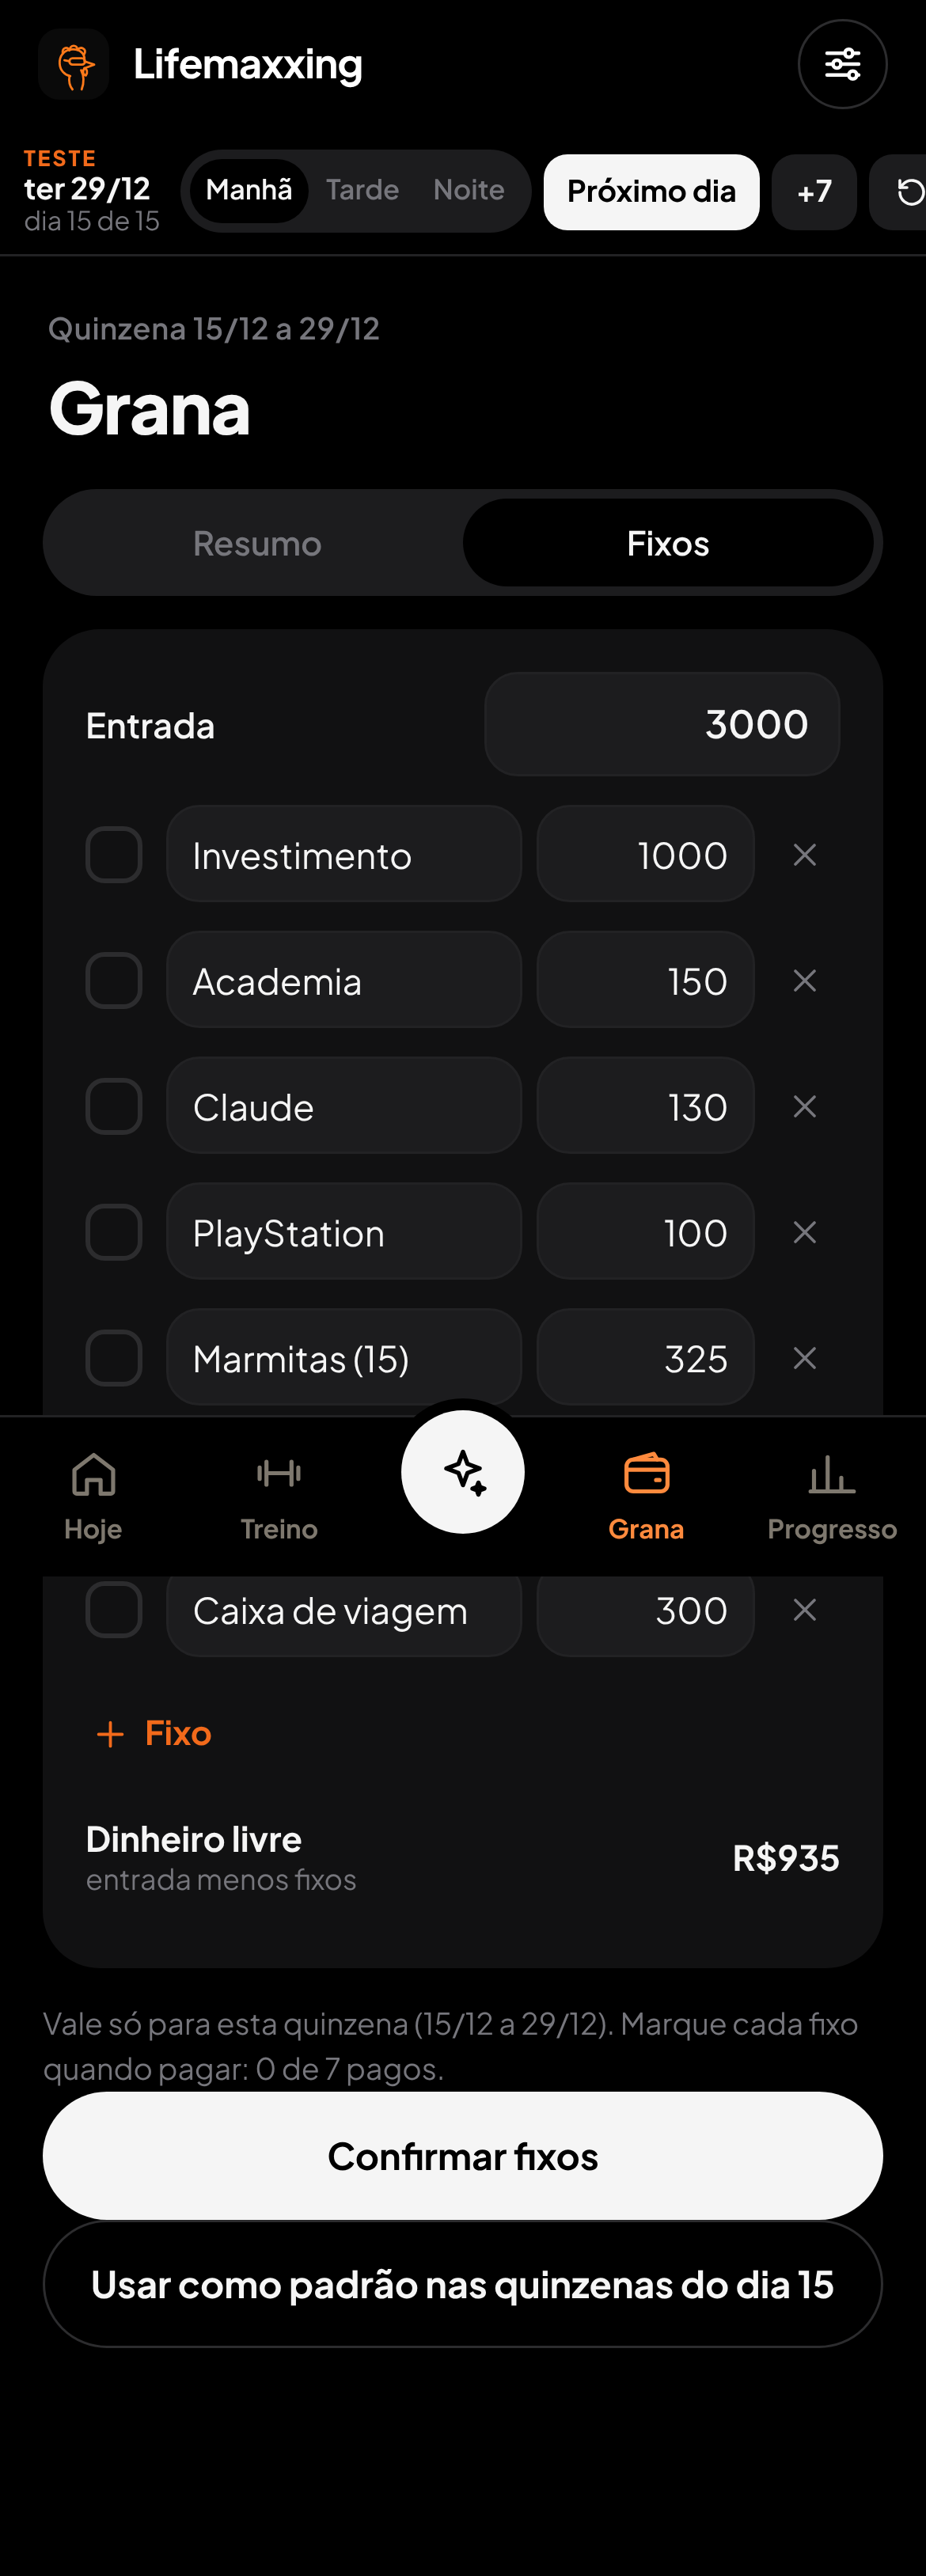 Lifemaxxing
TESTE
ter 29/12
dia 15 de 15
Manhã
Tarde
Noite
Próximo dia
+7
Quinzena 15/12 a 29/12
Grana
Resumo
Fixos
Entrada
3000
Investimento
1000
Academia
150
Claude
130
PlayStation
100
Marmitas (15)
325
Hoje
Treino
Grana
Progresso
Caixa de viagem
300
+ Fixo
Dinheiro livre
entrada menos fixos
R$935
Vale só para esta quinzena (15/12 a 29/12). Marque cada fixo
quando pagar: 0 de 7 pagos.
Confirmar fixos
Usar como padrão nas quinzenas do dia 15